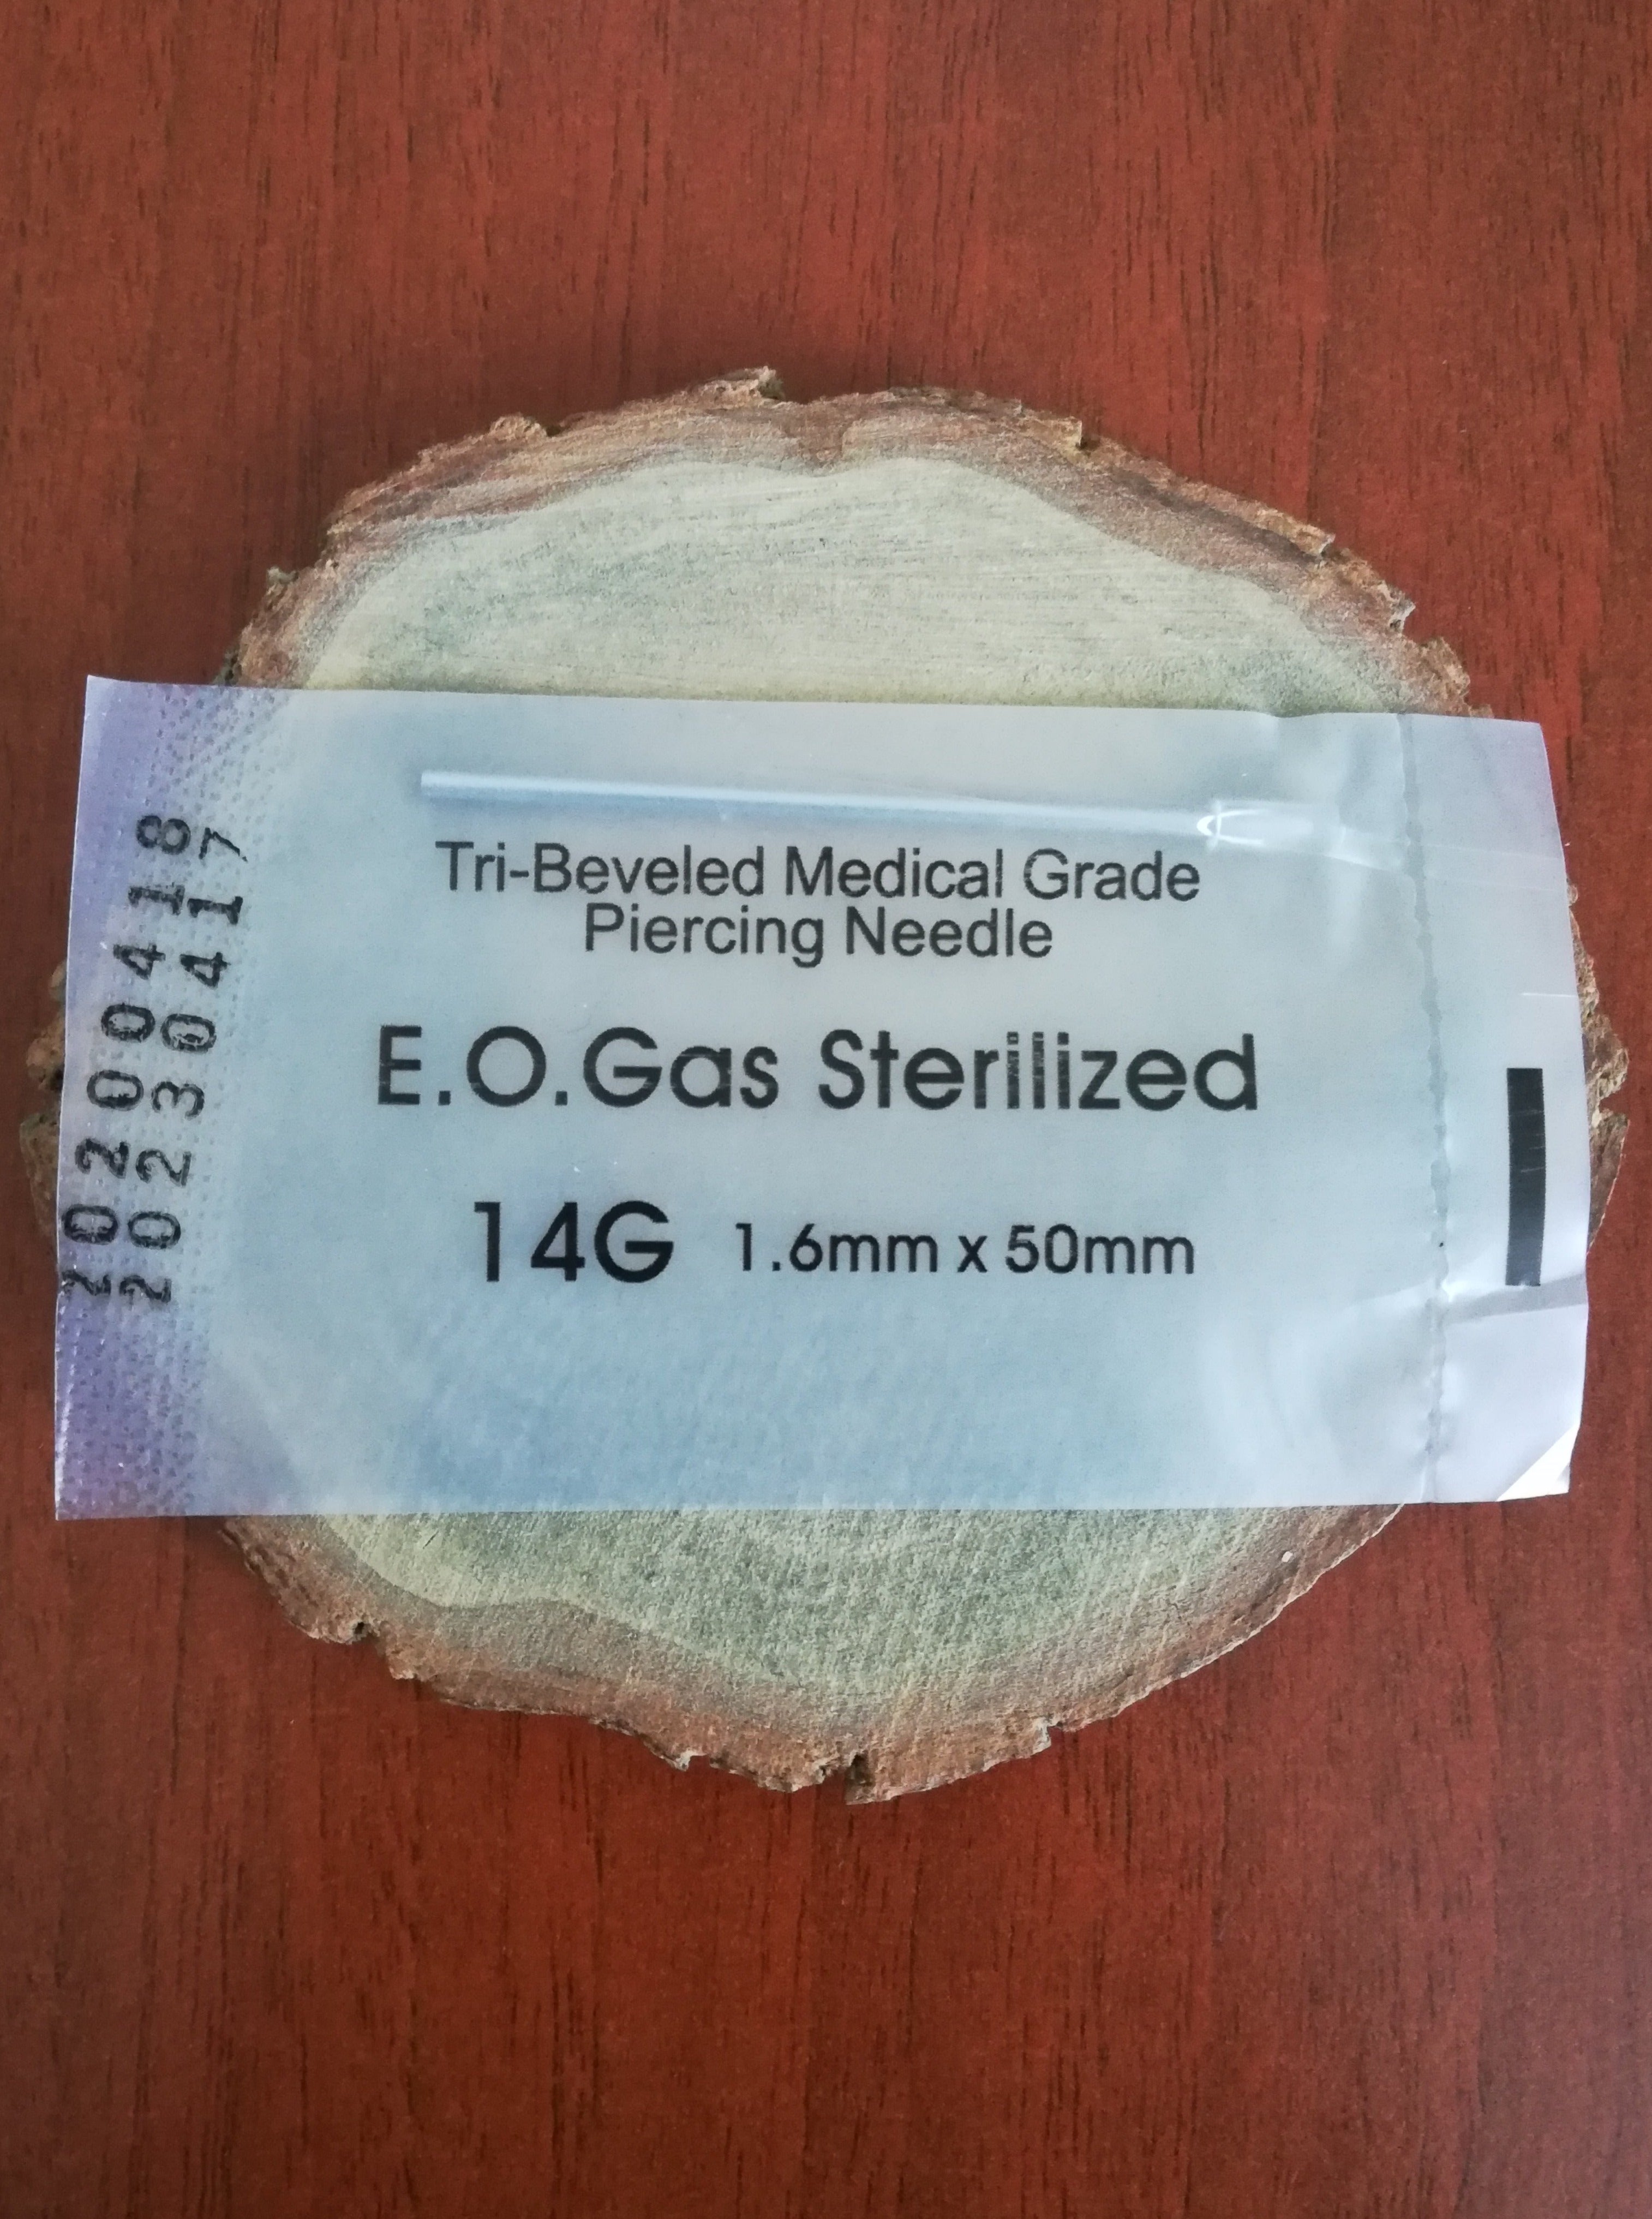 Tri-Beveled Medical Grade
Piercing Needle
E.O.Gas Sterilized
14G 1.6mm x 50mm
20200418
20230417